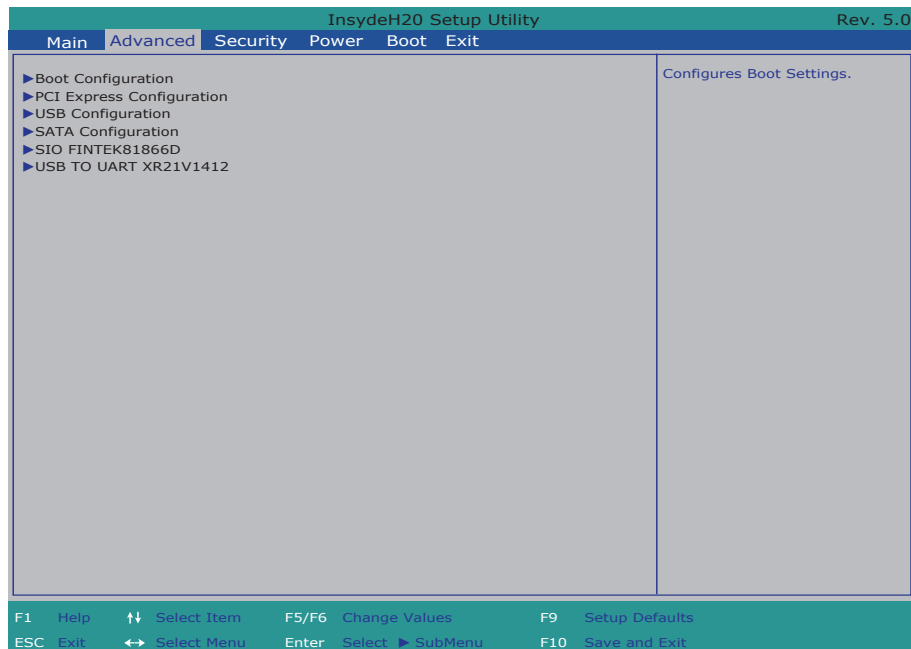 InsydeH20 Setup Utility Rev. 5.0
Main Advanced Security Power Boot Exit
►Boot Configuration
►PCI Express Configuration
►USB Configuration
►SATA Configuration
►SIO FINTEK81866D
►USB TO UART XR21V1412
Configures Boot Settings.
F1 Help ↑↓ Select Item F5/F6 Change Values F9 Setup Defaults
ESC Exit ↔ Select Menu Enter Select ► SubMenu F10 Save and Exit